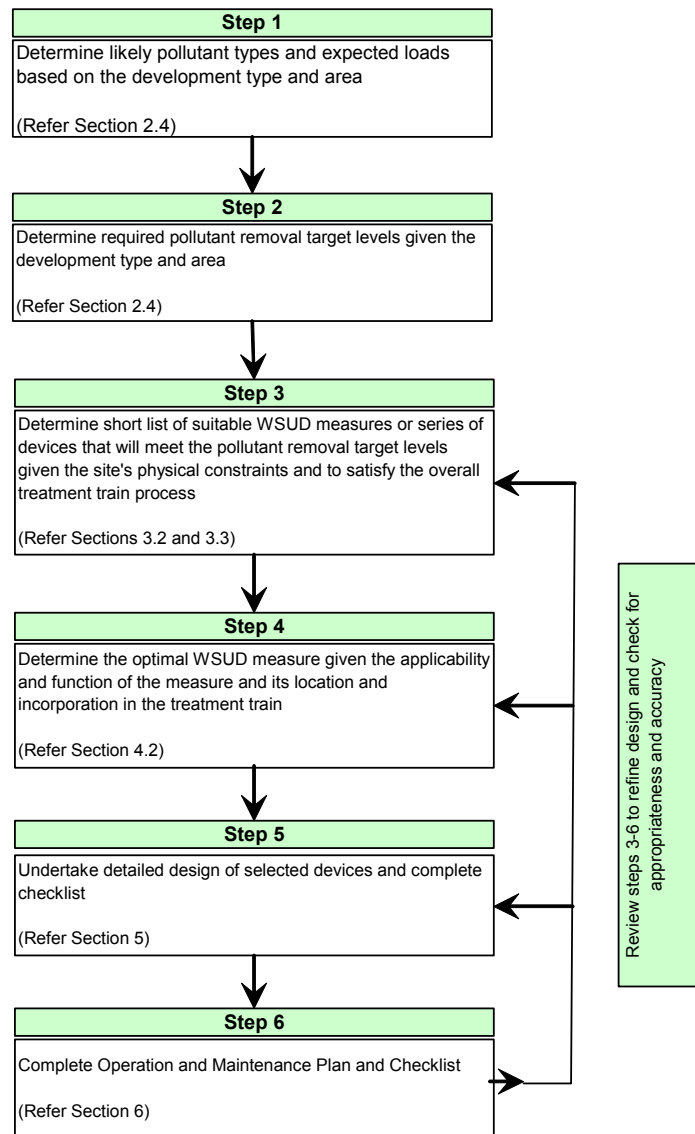 Step 1
Determine likely pollutant types and expected loads
based on the development type and area
(Refer Section 2.4)
Step 2
Determine required pollutant removal target levels given the
development type and area
(Refer Section 2.4)
Step 3
Determine short list of suitable WSUD measures or series of
devices that will meet the pollutant removal target levels
given the site's physical constraints and to satisfy the overall
treatment train process
(Refer Sections 3.2 and 3.3)
Step 4
Determine the optimal WSUD measure given the applicability
and function of the measure and its location and
incorporation in the treatment train
(Refer Section 4.2)
Step 5
Undertake detailed design of selected devices and complete
checklist
(Refer Section 5)
Step 6
Complete Operation and Maintenance Plan and Checklist
(Refer Section 6)
Review steps 3-6 to refine design and check for
appropriateness and accuracy